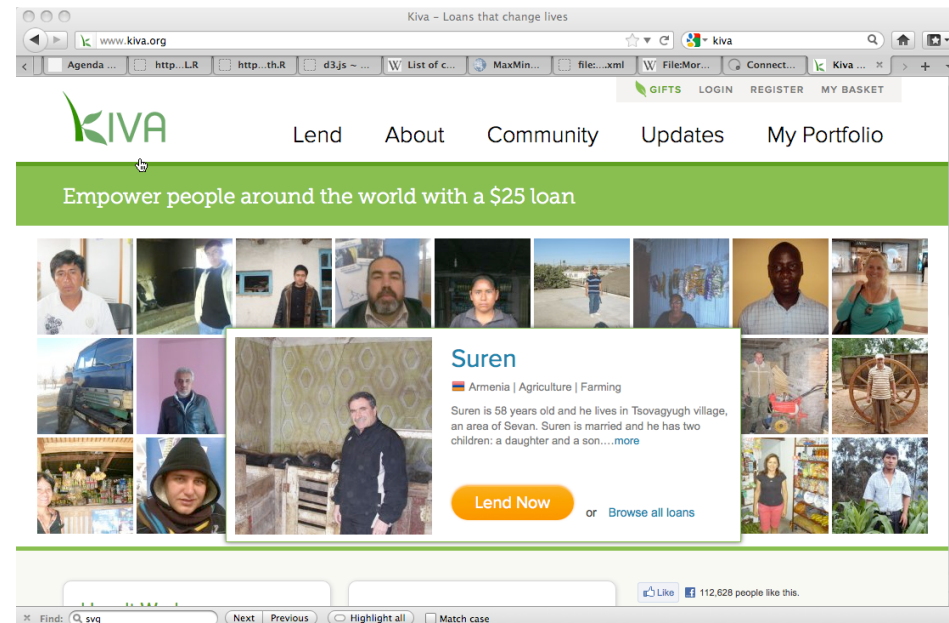 Kiva – Loans that change lives
www.kiva.org
kiva
Agenda ...
http...L.R
http...th.R
d3.js ~ ...
List of c...
MaxMin...
file:...xml
File:Mor...
Connect...
Kiva ...
GIFTS LOGIN REGISTER MY BASKET
KIVA
Lend About Community Updates My Portfolio
Empower people around the world with a $25 loan
Suren
Armenia | Agriculture | Farming
Suren is 58 years old and he lives in Tsovagyugh village,
an area of Sevan. Suren is married and he has two
children: a daughter and a son....more
Lend Now or Browse all loans
Like 112,628 people like this.
Find: svg Next Previous Highlight all Match case